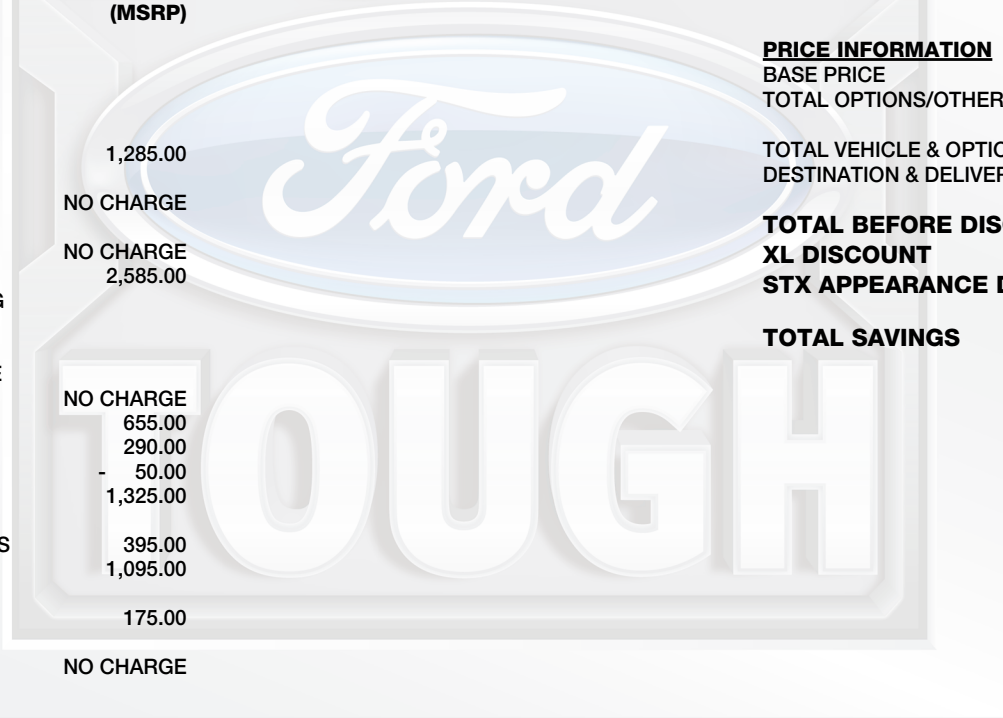 (MSRP)
1,285.00
NO CHARGE
NO CHARGE
2,585.00
G
E
NO CHARGE
655.00
290.00
- 50.00
1,325.00
S 395.00
1,095.00
175.00
NO CHARGE
PRICE INFORMATION
BASE PRICE
TOTAL OPTIONS/OTHER
TOTAL VEHICLE & OPTIO
DESTINATION & DELIVER
TOTAL BEFORE DISC
XL DISCOUNT
STX APPEARANCE D
TOTAL SAVINGS
Ford
TOUGH